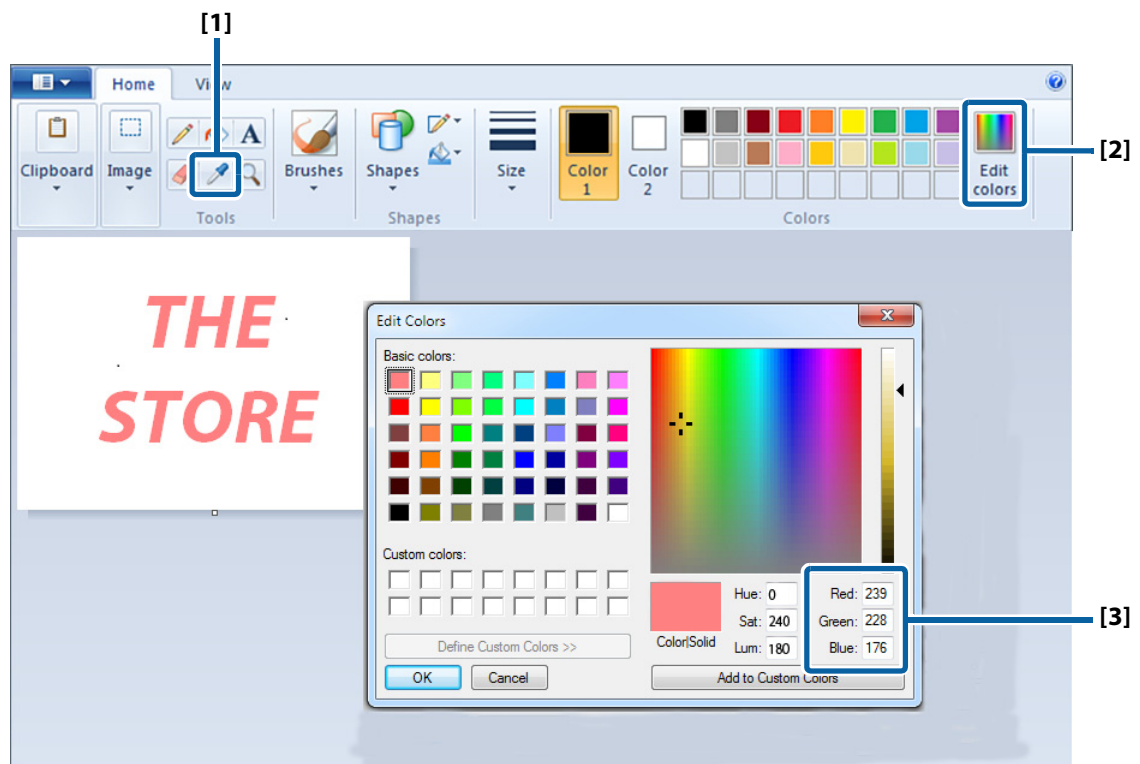 [1]
Home View
[2]
Clipboard Image Brushes Shapes Size Color 1 Color 2 Edit colors
A
Tools Shapes Colors
THE
STORE
Edit Colors
Basic colors:
Custom colors:
Define Custom Colors >>
OK Cancel
Color|Solid
Hue: 0 Red: 239
Sat: 240 Green: 228
Lum: 180 Blue: 176
[3]
Add to Custom Colors